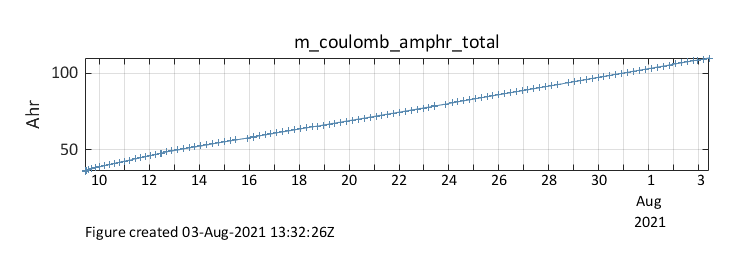 m_coulomb_amphr_total
Ahr
100
50
10 12 14 16 18 20 22 24 26 28 30 1 3
Aug
2021
Figure created 03-Aug-2021 13:32:26Z